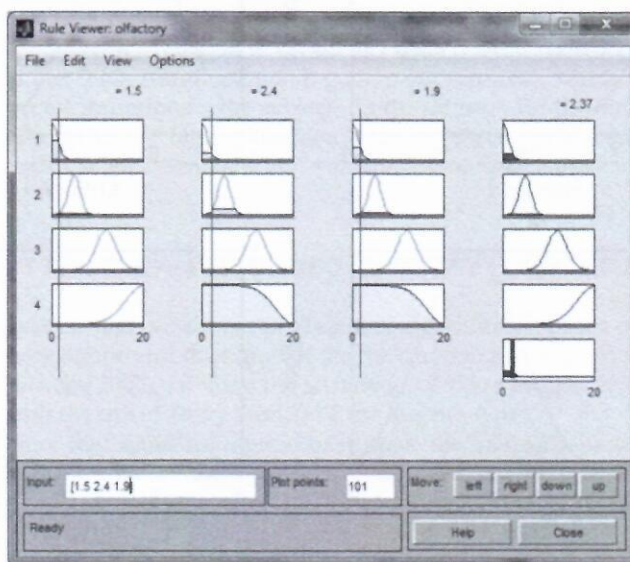 Rule Viewer: olfactory
File Edit View Options
= 1.5 = 2.4 = 1.9 = 2.37
1
2
3
4
0 20 0 20 0 20
0 20
Input: [1.5 2.4 1.9] Plot points: 101 Move: left right down up
Ready Help Close